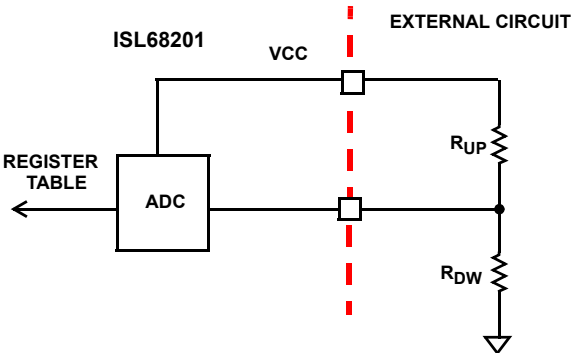 EXTERNAL CIRCUIT
ISL68201
VCC
RUP
REGISTER
TABLE
ADC
RDW